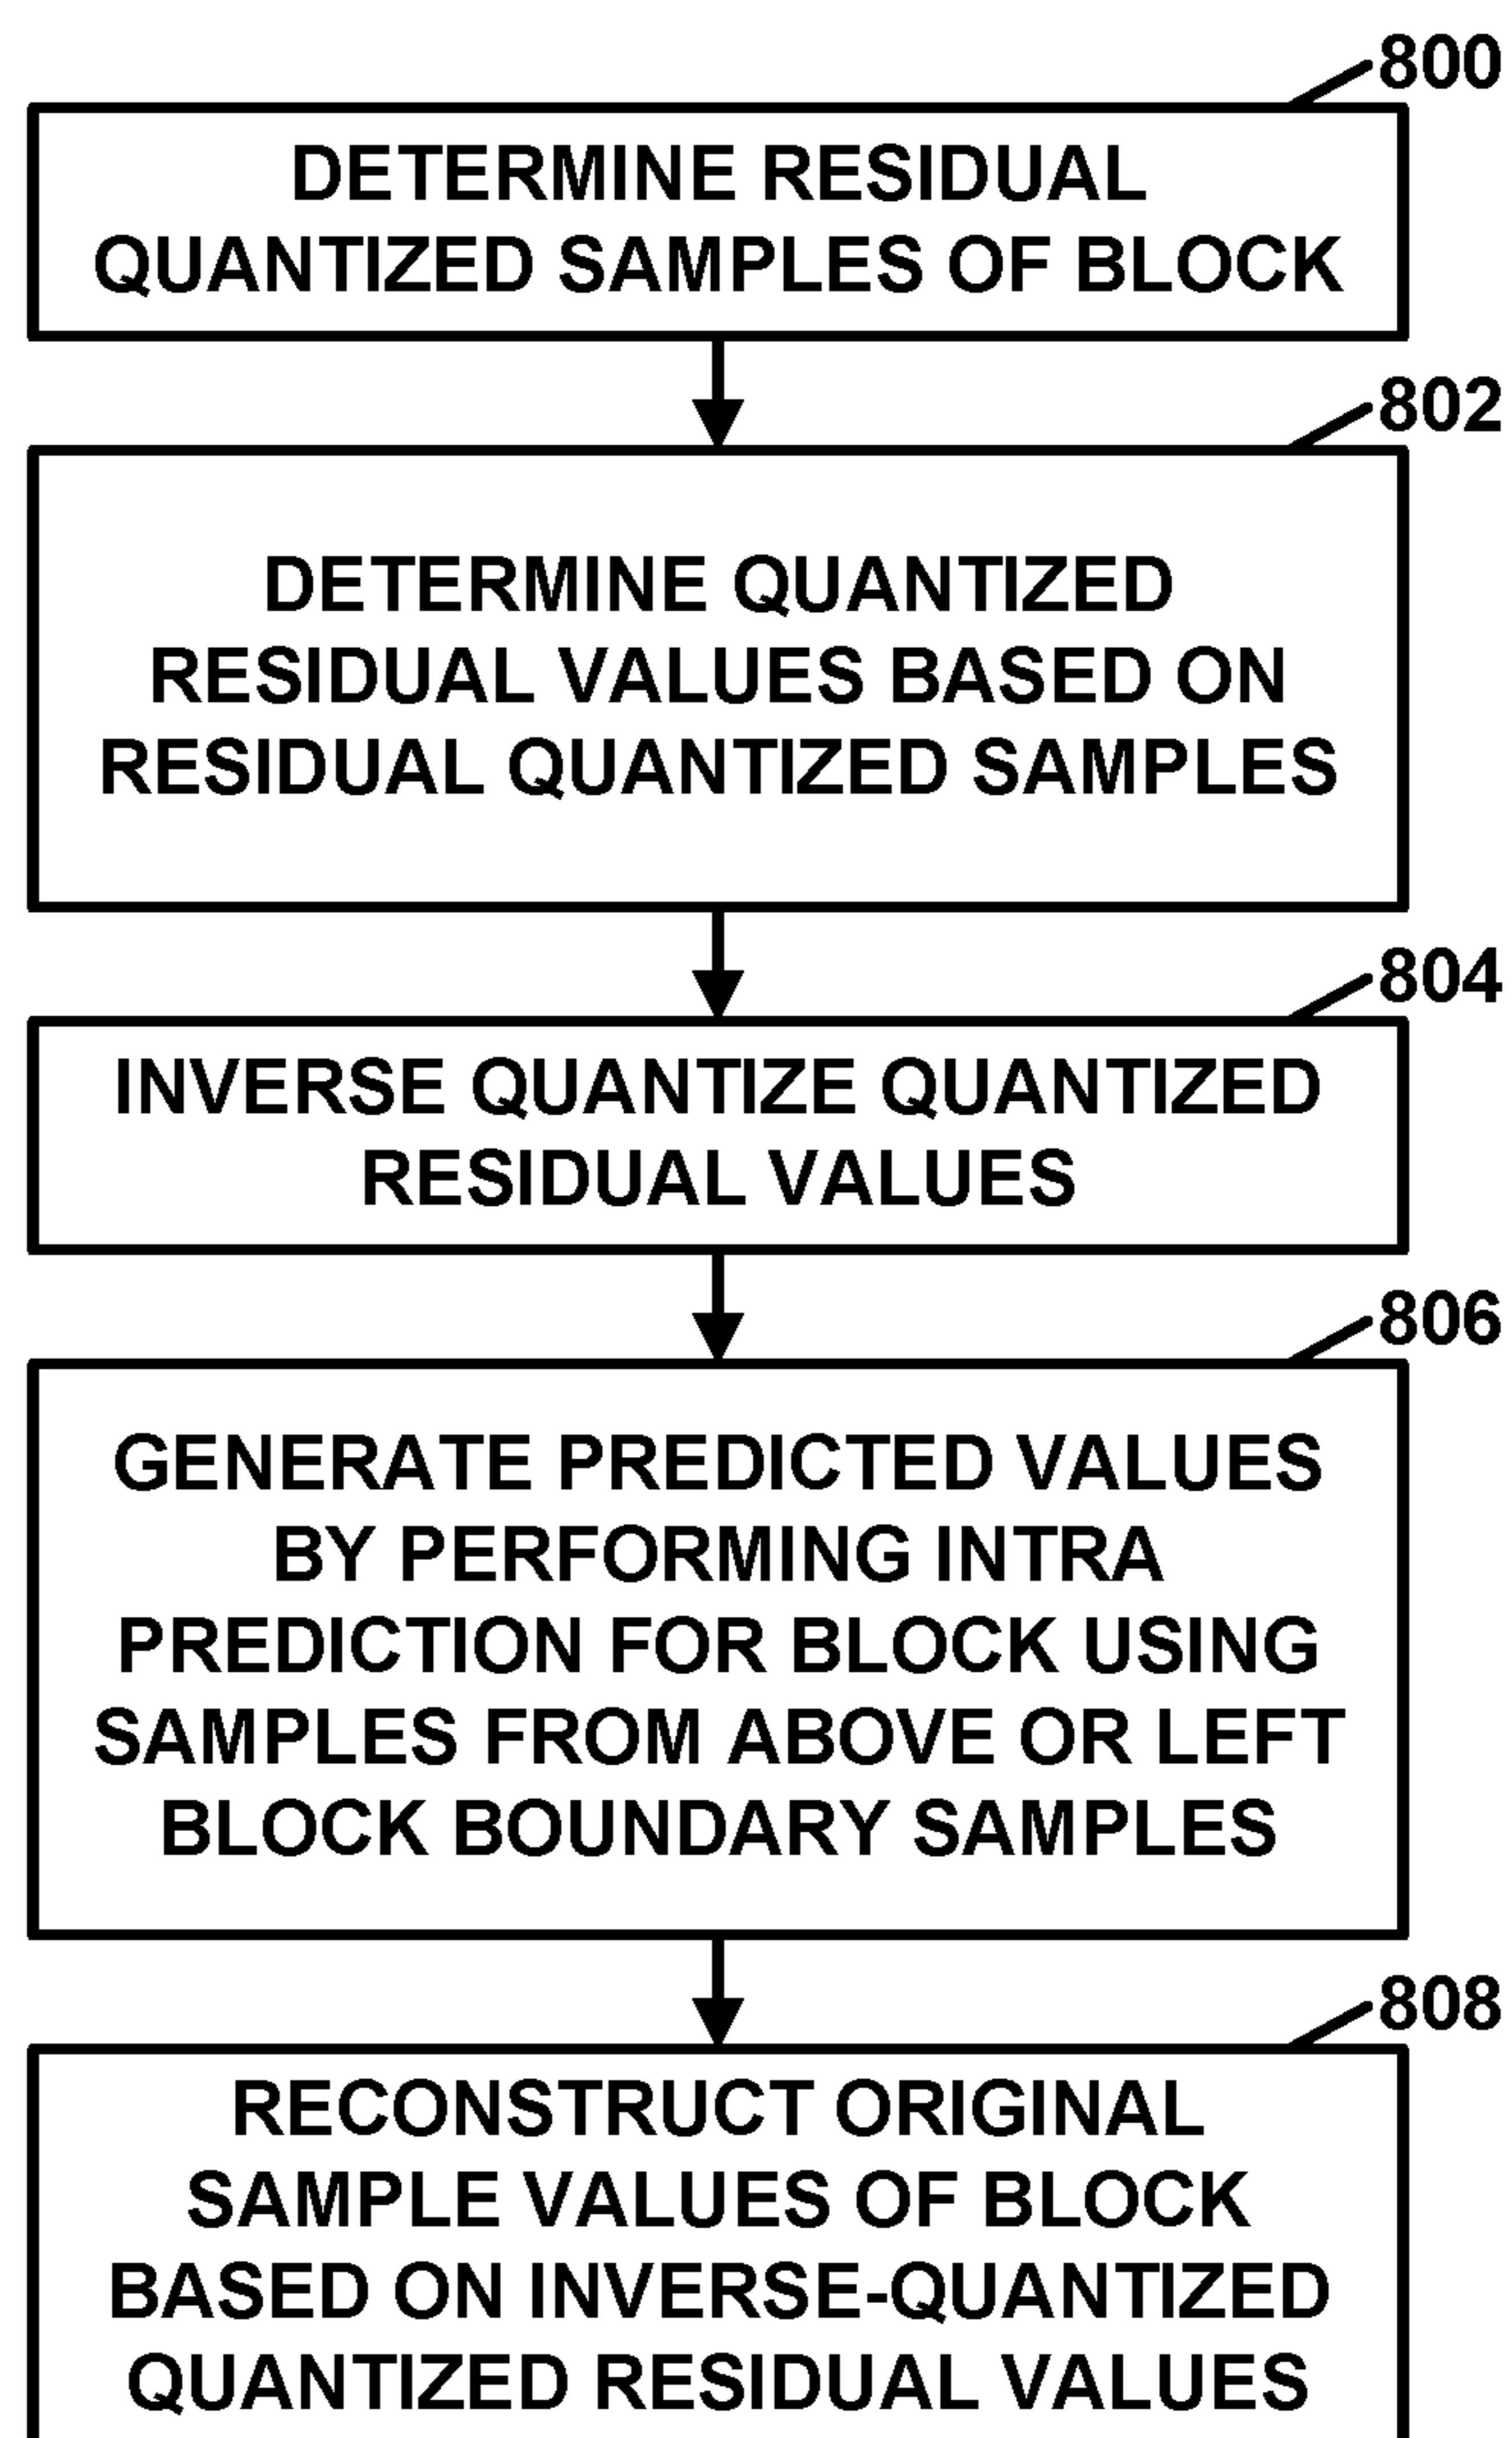 800
DETERMINE RESIDUAL
QUANTIZED SAMPLES OF BLOCK
802
DETERMINE QUANTIZED
RESIDUAL VALUES BASED ON
RESIDUAL QUANTIZED SAMPLES
804
INVERSE QUANTIZE QUANTIZED
RESIDUAL VALUES
806
GENERATE PREDICTED VALUES
BY PERFORMING INTRA
PREDICTION FOR BLOCK USING
SAMPLES FROM ABOVE OR LEFT
BLOCK BOUNDARY SAMPLES
808
RECONSTRUCT ORIGINAL
SAMPLE VALUES OF BLOCK
BASED ON INVERSE-QUANTIZED
QUANTIZED RESIDUAL VALUES